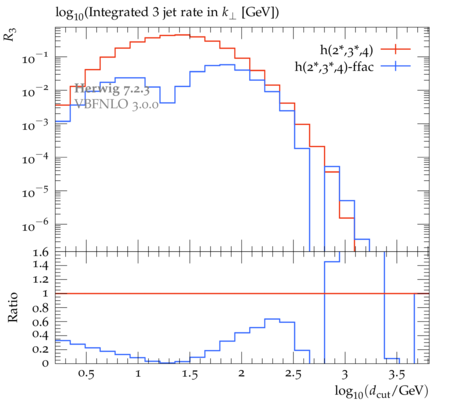 log₁₀(Integrated 3 jet rate in k⊥ [GeV])
R₃
h(2*,3*,4)
h(2*,3*,4)-ffac
Herwig 7.2.3
VBFNLO 3.0.0
10⁻¹
10⁻²
10⁻³
10⁻⁴
10⁻⁵
10⁻⁶
Ratio
1.6
1.4
1.2
1
0.8
0.6
0.4
0.2
0
0.5 1 1.5 2 2.5 3 3.5
log₁₀(d_cut/GeV)